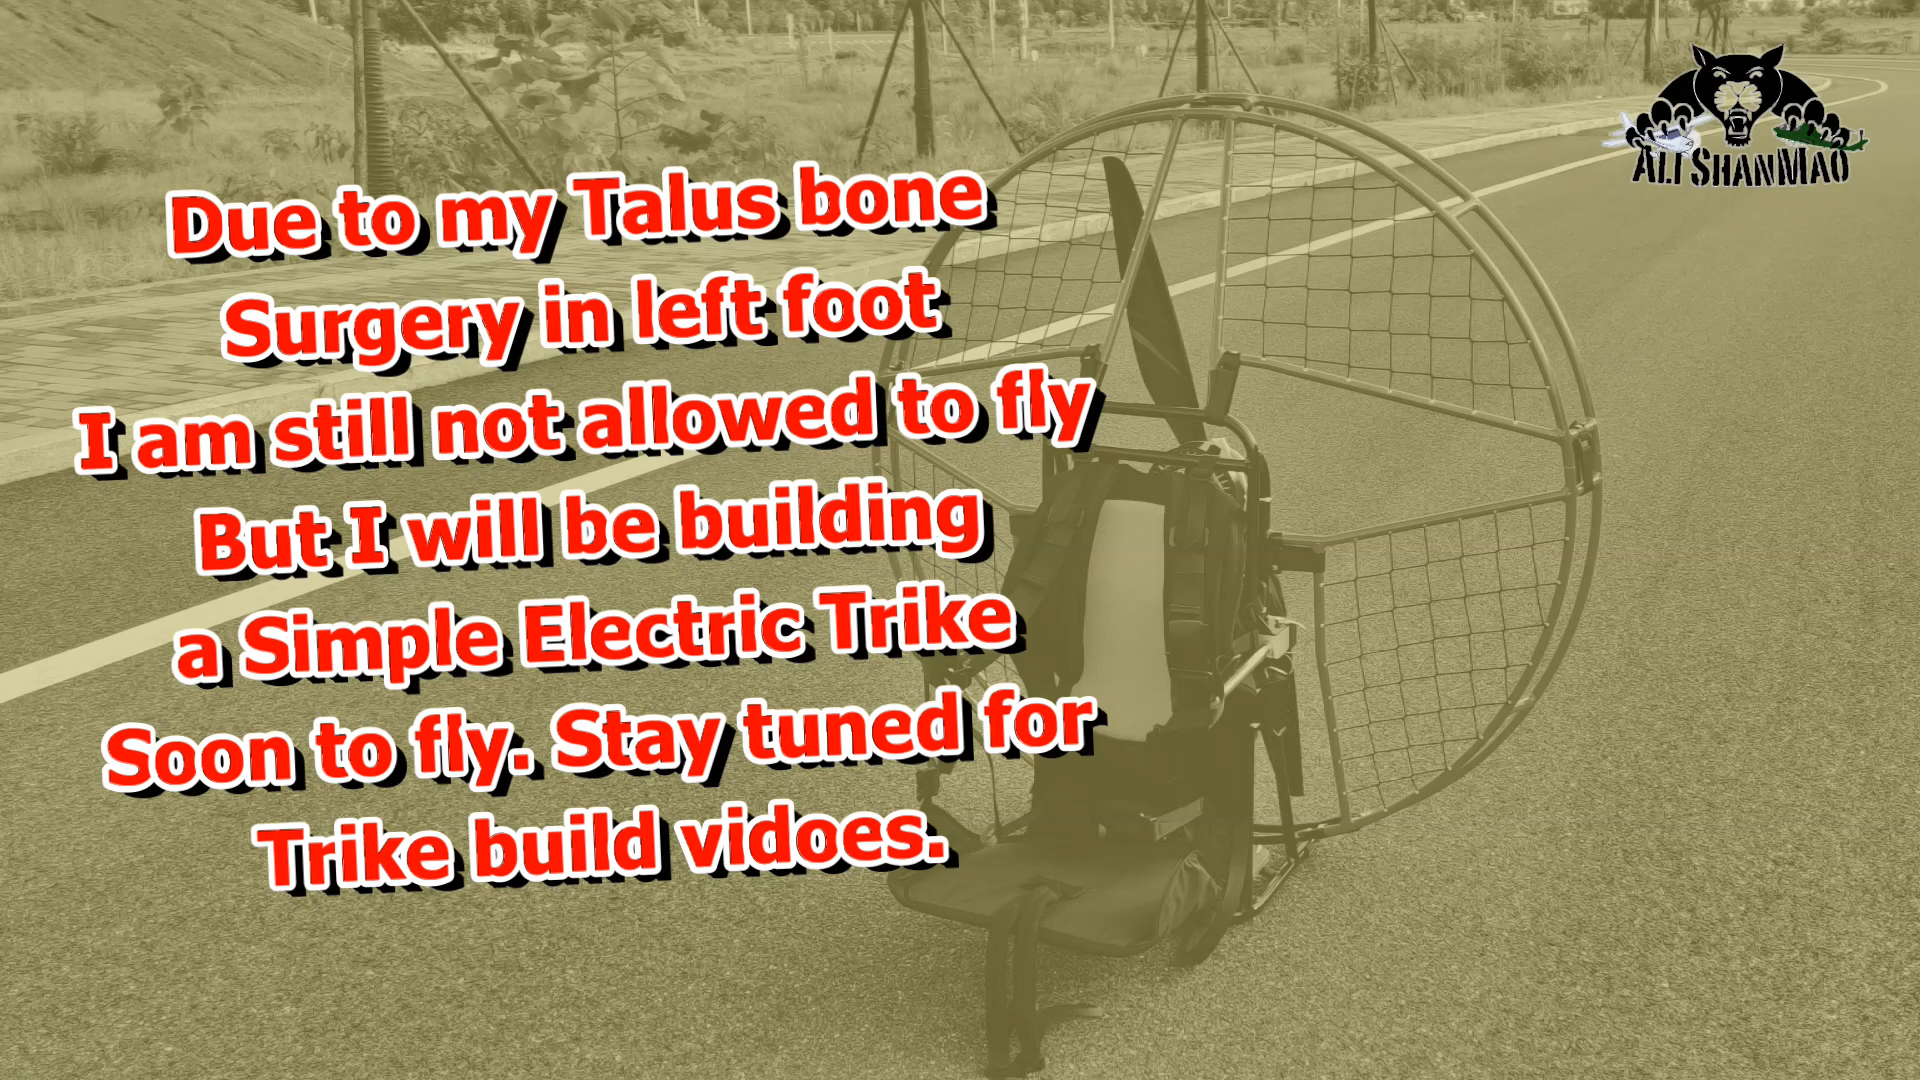 Due to my Talus bone
Surgery in left foot
I am still not allowed to fly
But I will be building
a Simple Electric Trike
Soon to fly. Stay tuned for
Trike build vidoes.
ALI SHANMAO